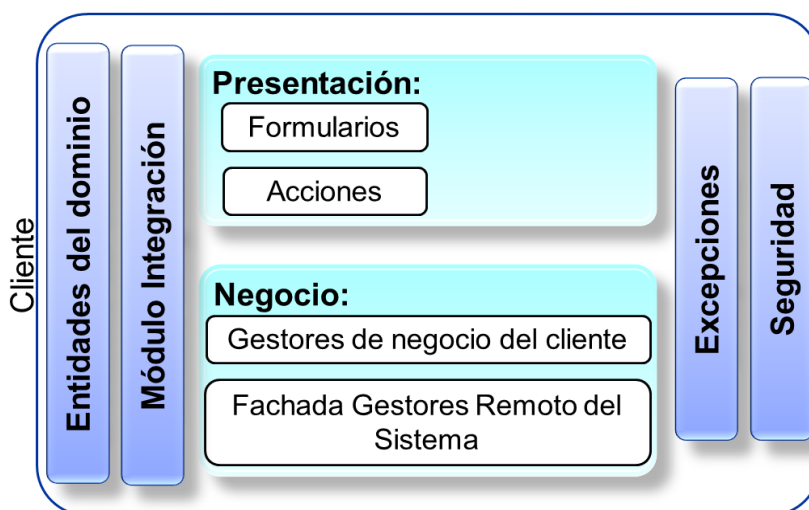 Cliente
Entidades del dominio
Módulo Integración
Presentación:
Formularios
Acciones
Negocio:
Gestores de negocio del cliente
Fachada Gestores Remoto del
Sistema
Excepciones
Seguridad